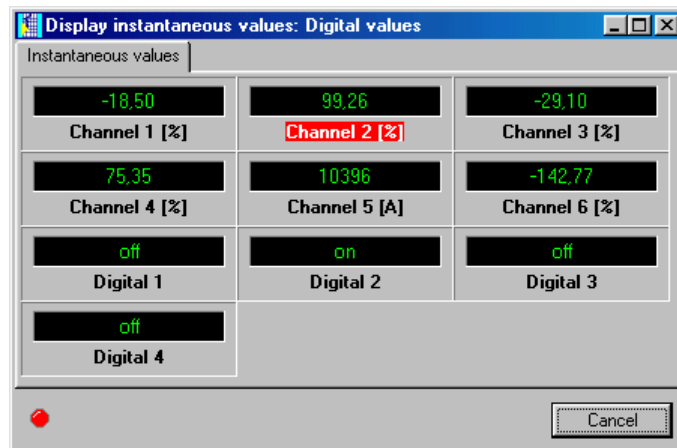 Display instantaneous values: Digital values
Instantaneous values
-18,50 99,26 -29,10
Channel 1 [%] Channel 2 [%] Channel 3 [%]
75,35 10396 -142,77
Channel 4 [%] Channel 5 [A] Channel 6 [%]
off on off
Digital 1 Digital 2 Digital 3
off
Digital 4
Cancel